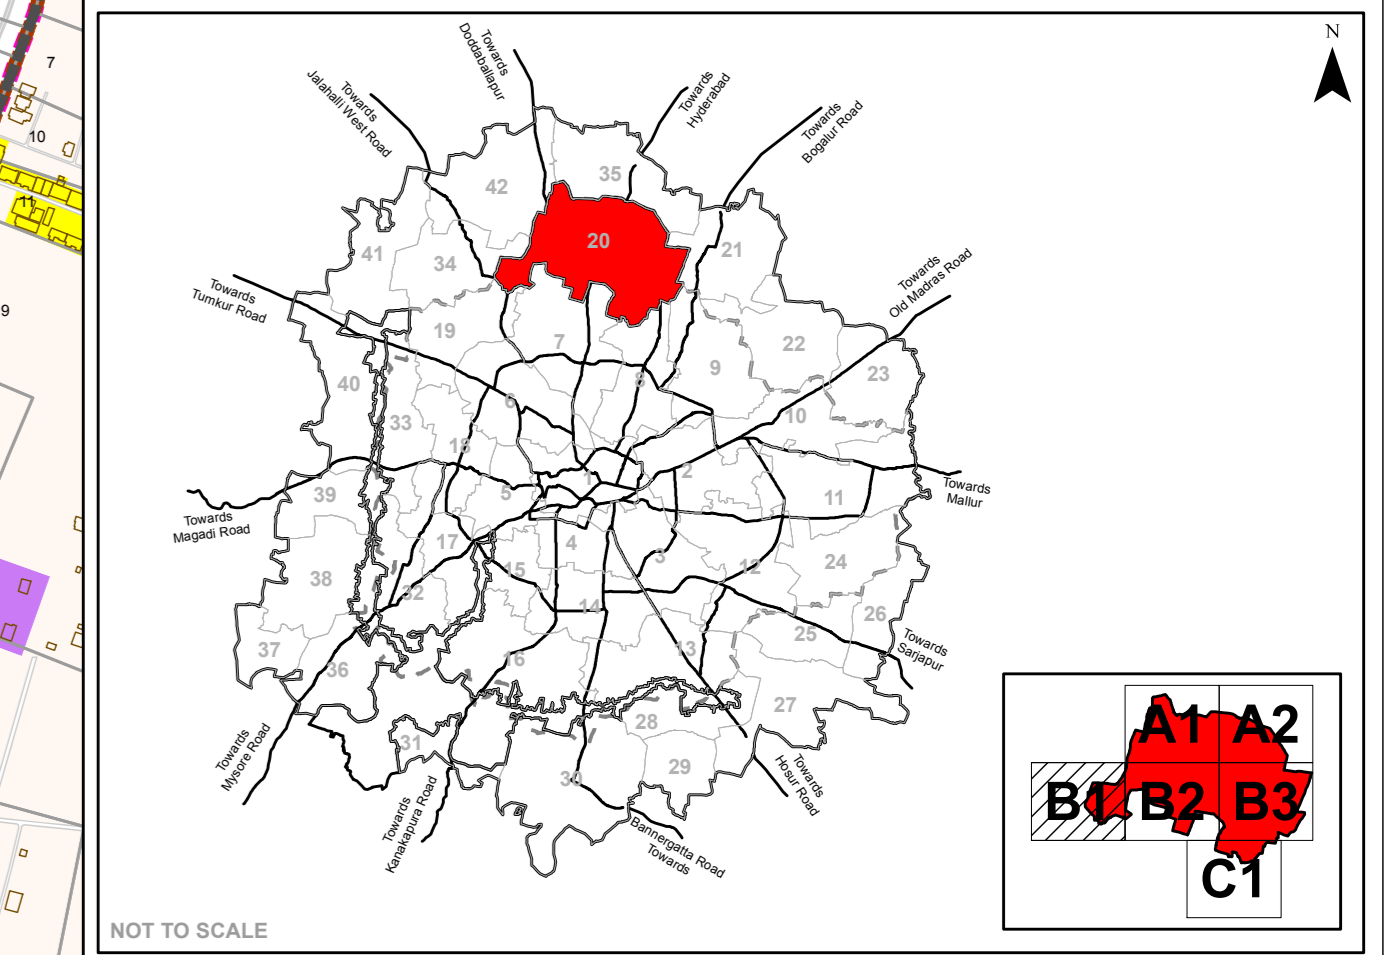 7
10
11
9
N
Towards
Doddaballapur
Towards
Jalahalli West Road
Towards
Hyderabad
Towards
Bogalur Road
Towards
Old Madras Road
Towards
Tumkur Road
Towards
Magadi Road
Towards
Mallur
Towards
Sarjapur
Towards
Hosur Road
Bannergatta Road
Towards
Towards
Kanakapura Road
Towards
Mysore Road
35
42
20
21
41
34
19
7
22
9
23
40
8
6
10
33
18
1
2
39
5
11
17
4
3
15
12
24
38
32
14
26
25
37
36
16
13
27
28
31
30
29
A1
A2
B1
B2
B3
C1
NOT TO SCALE